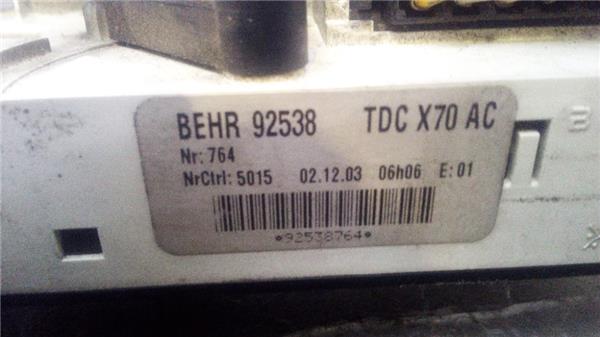 BEHR 92538 TDC X70 AC
Nr: 764
NrCtrl: 5015 02.12.03 06h06 E: 01
*92538764*